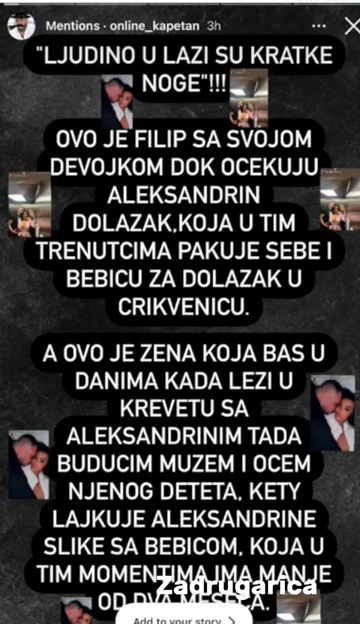 Mentions · online_kapetan 3h
"LJUDINO U LAZI SU KRATKE
NOGE"!!!
OVO JE FILIP SA SVOJOM
DEVOJKOM DOK OCEKUJU
ALEKSANDRIN
DOLAZAK,KOJA U TIM
TRENUTCIMA PAKUJE SEBE I
BEBICU ZA DOLAZAK U
CRIKVENICU.
A OVO JE ZENA KOJA BAS U
DANIMA KADA LEZI U
KREVETU SA
ALEKSANDRINIM TADA
BUDUCIM MUZEM I OCEM
NJENOG DETETA, KETY
LAJKUJE ALEKSANDRINE
SLIKE SA BEBICOM, KOJA U
TIM MOMENTIMA IMA MANJE
Zadrugarica
OD DVA MESECA.
Add to your story